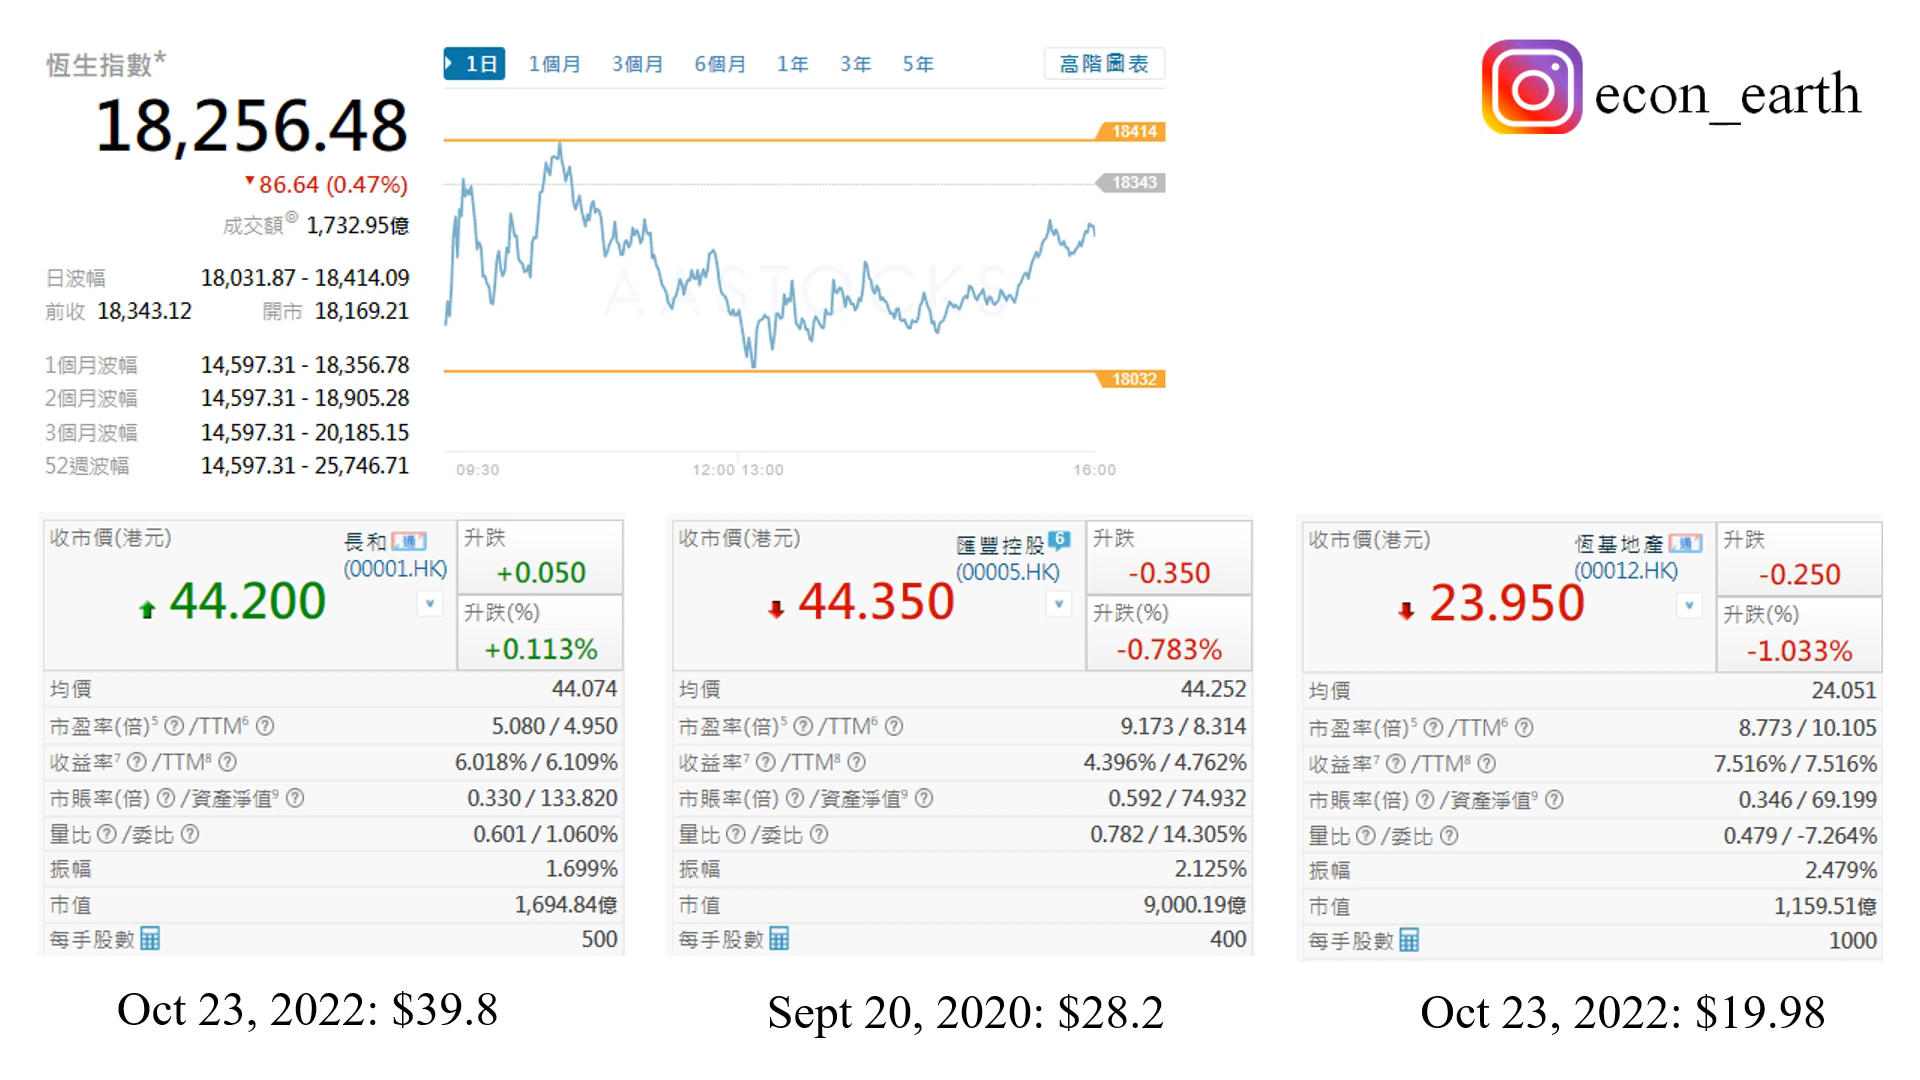 恆生指數*
18,256.48
▼86.64 (0.47%)
成交額◎ 1,732.95億
日波幅 18,031.87 - 18,414.09
前收 18,343.12 開市 18,169.21
1個月波幅 14,597.31 - 18,356.78
2個月波幅 14,597.31 - 18,905.28
3個月波幅 14,597.31 - 20,185.15
52週波幅 14,597.31 - 25,746.71
1日 1個月 3個月 6個月 1年 3年 5年 高階圖表
18414
18343
AASTOCKS
18032
09:30 12:00 13:00 16:00
econ_earth
收市價(港元) 長和 通
(00001.HK)
44.200
升跌
+0.050
升跌(%)
+0.113%
均價 44.074
市盈率(倍)5 ? /TTM6 ? 5.080 / 4.950
收益率7 ? /TTM8 ? 6.018% / 6.109%
市賬率(倍) ? /資產淨值9 ? 0.330 / 133.820
量比 ? /委比 ? 0.601 / 1.060%
振幅 1.699%
市值 1,694.84億
每手股數 500
Oct 23, 2022: $39.8
收市價(港元) 匯豐控股 6
(00005.HK)
44.350
升跌
-0.350
升跌(%)
-0.783%
均價 44.252
市盈率(倍)5 ? /TTM6 ? 9.173 / 8.314
收益率7 ? /TTM8 ? 4.396% / 4.762%
市賬率(倍) ? /資產淨值9 ? 0.592 / 74.932
量比 ? /委比 ? 0.782 / 14.305%
振幅 2.125%
市值 9,000.19億
每手股數 400
Sept 20, 2020: $28.2
收市價(港元) 恆基地產 通
(00012.HK)
23.950
升跌
-0.250
升跌(%)
-1.033%
均價 24.051
市盈率(倍)5 ? /TTM6 ? 8.773 / 10.105
收益率7 ? /TTM8 ? 7.516% / 7.516%
市賬率(倍) ? /資產淨值9 ? 0.346 / 69.199
量比 ? /委比 ? 0.479 / -7.264%
振幅 2.479%
市值 1,159.51億
每手股數 1000
Oct 23, 2022: $19.98